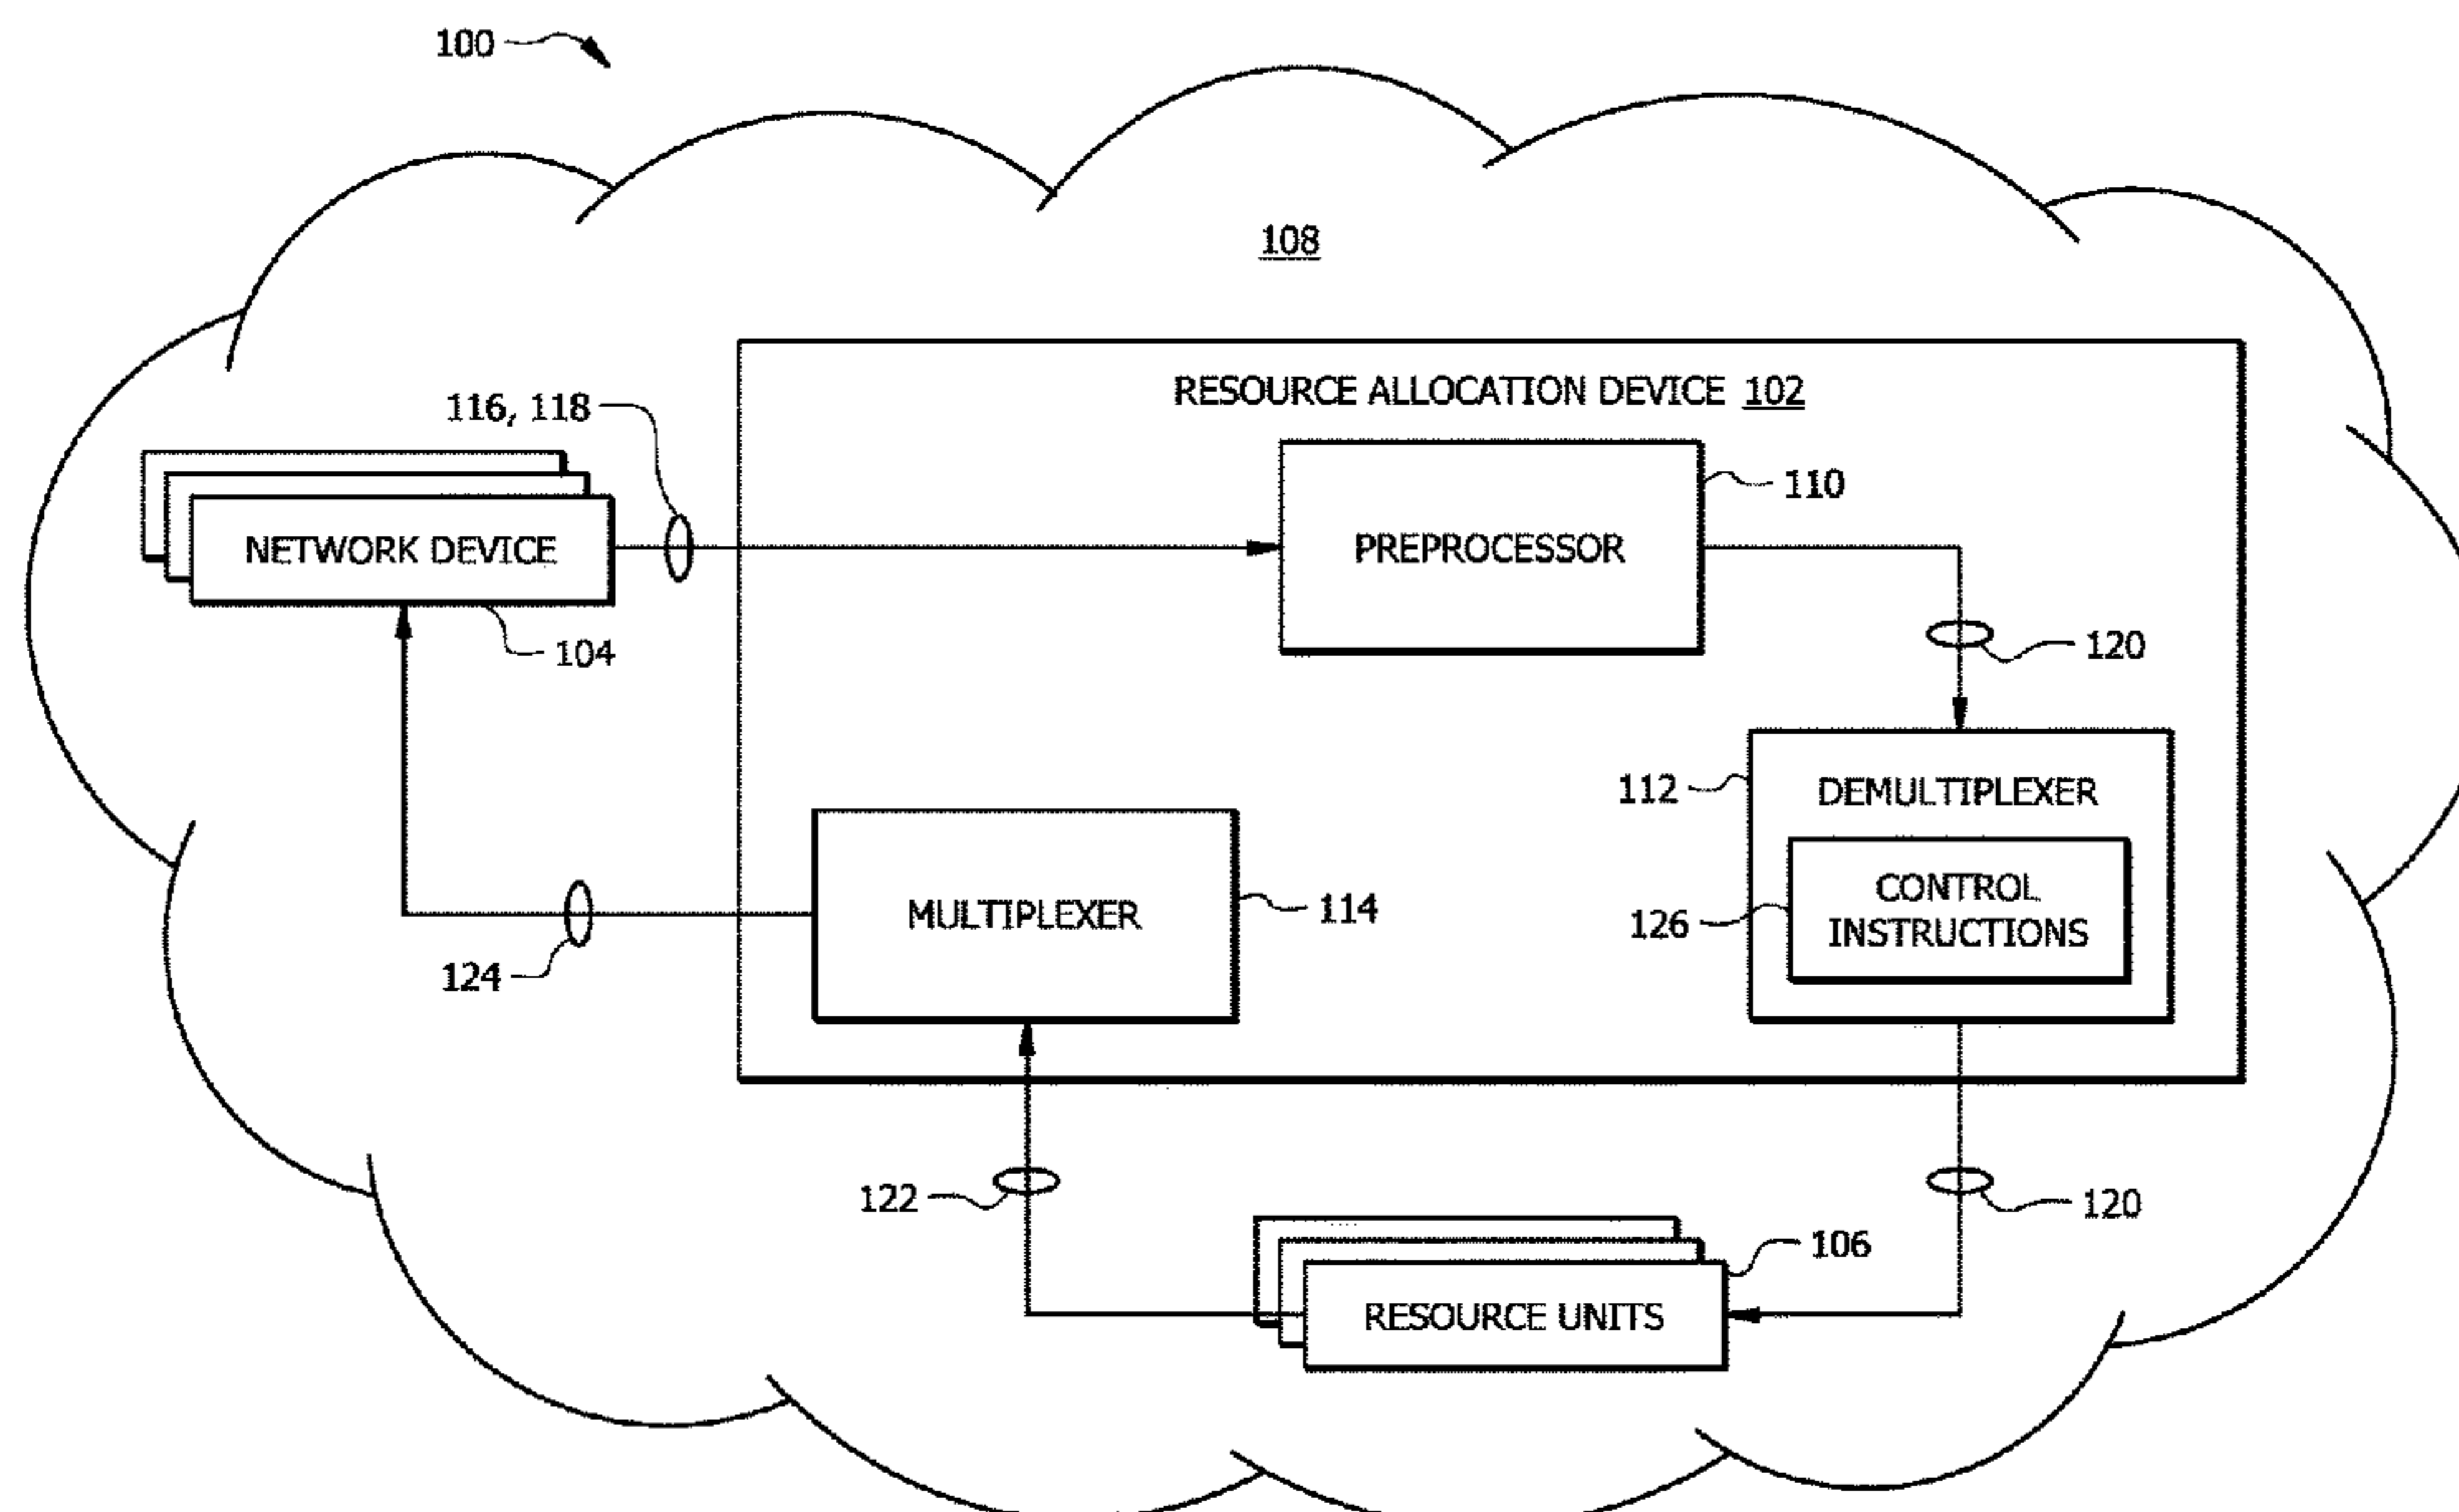 100
108
RESOURCE ALLOCATION DEVICE 102
116, 118
110
NETWORK DEVICE
PREPROCESSOR
104
120
112
DEMULTIPLEXER
CONTROL
INSTRUCTIONS
126
MULTIPLEXER
114
124
122
120
106
RESOURCE UNITS